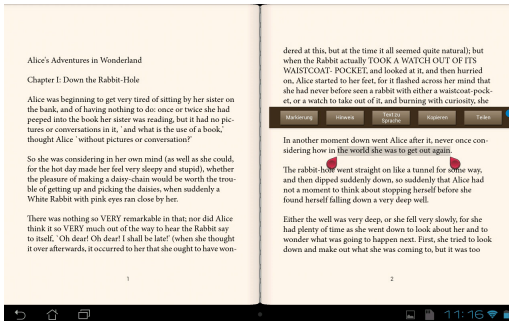 Alice's Adventures in Wonderland
Chapter I: Down the Rabbit-Hole
Alice was beginning to get very tired of sitting by her sister on
the bank, and of having nothing to do: once or twice she had
peeped into the book her sister was reading, but it had no pic-
tures or conversations in it, `and what is the use of a book,'
thought Alice `without pictures or conversation?'
So she was considering in her own mind (as well as she could,
for the hot day made her feel very sleepy and stupid), whether
the pleasure of making a daisy-chain would be worth the trou-
ble of getting up and picking the daisies, when suddenly a
White Rabbit with pink eyes ran close by her.
There was nothing so VERY remarkable in that; nor did Alice
think it so VERY much out of the way to hear the Rabbit say
to itself, `Oh dear! Oh dear! I shall be late!' (when she thought
it over afterwards, it occurred to her that she ought to have won-
1
dered at this, but at the time it all seemed quite natural); but
when the Rabbit actually TOOK A WATCH OUT OF ITS
WAISTCOAT- POCKET, and looked at it, and then hurried
on, Alice started to her feet, for it flashed across her mind that
she had never before seen a rabbit with either a waistcoat-pock-
et, or a watch to take out of it, and burning with curiosity, she
Markierung
Hinweis
Text zu
Sprache
Kopieren
Teilen
In another moment down went Alice after it, never once con-
sidering how in the world she was to get out again.
The rabbit-hole went straight on like a tunnel for some way,
and then dipped suddenly down, so suddenly that Alice had
not a moment to think about stopping herself before she
found herself falling down a very deep well.
Either the well was very deep, or she fell very slowly, for she
had plenty of time as she went down to look about her and to
wonder what was going to happen next. First, she tried to look
down and make out what she was coming to, but it was too
2
11:16